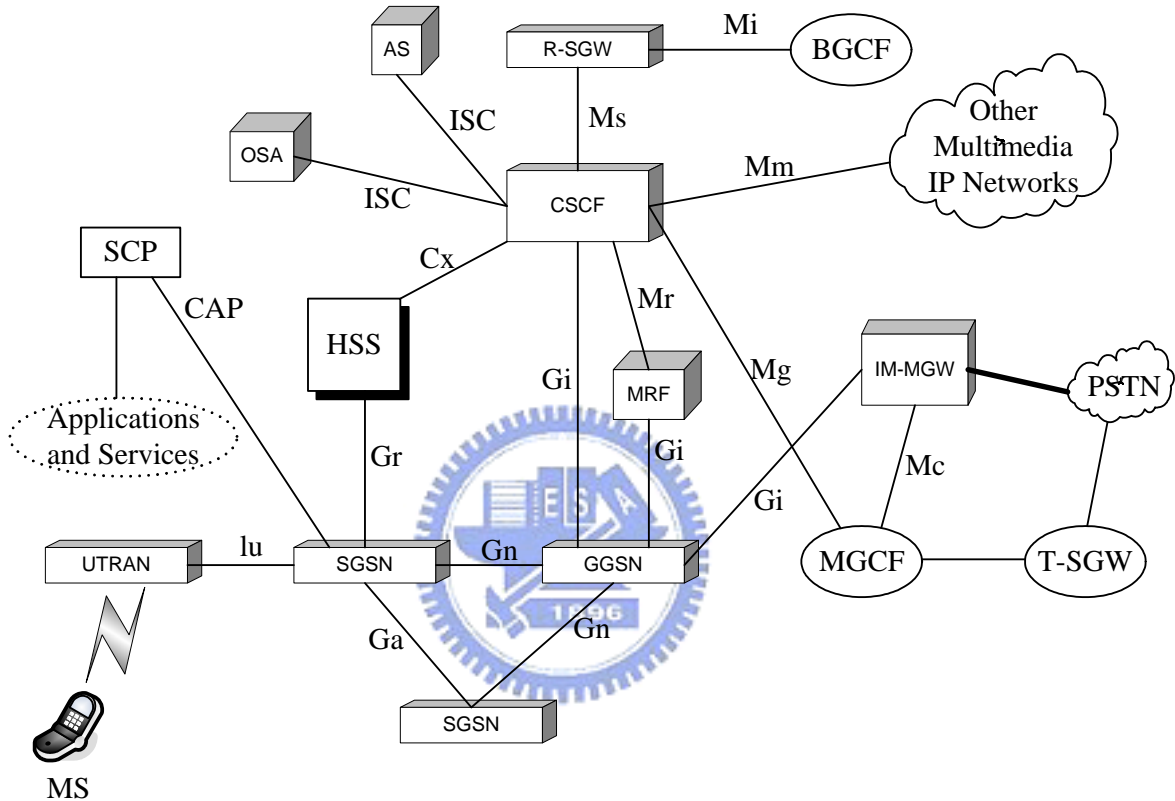 AS
R-SGW
Mi
BGCF
ISC
Ms
Other
Multimedia
IP Networks
OSA
ISC
CSCF
Mm
SCP
CAP
Cx
Mr
HSS
Gi
MRF
Mg
IM-MGW
PSTN
Applications
and Services
Gr
Gi
Gi
Mc
ESA
UTRAN
lu
SGSN
Gn
GGSN
MGCF
T-SGW
1896
Ga
Gn
SGSN
MS